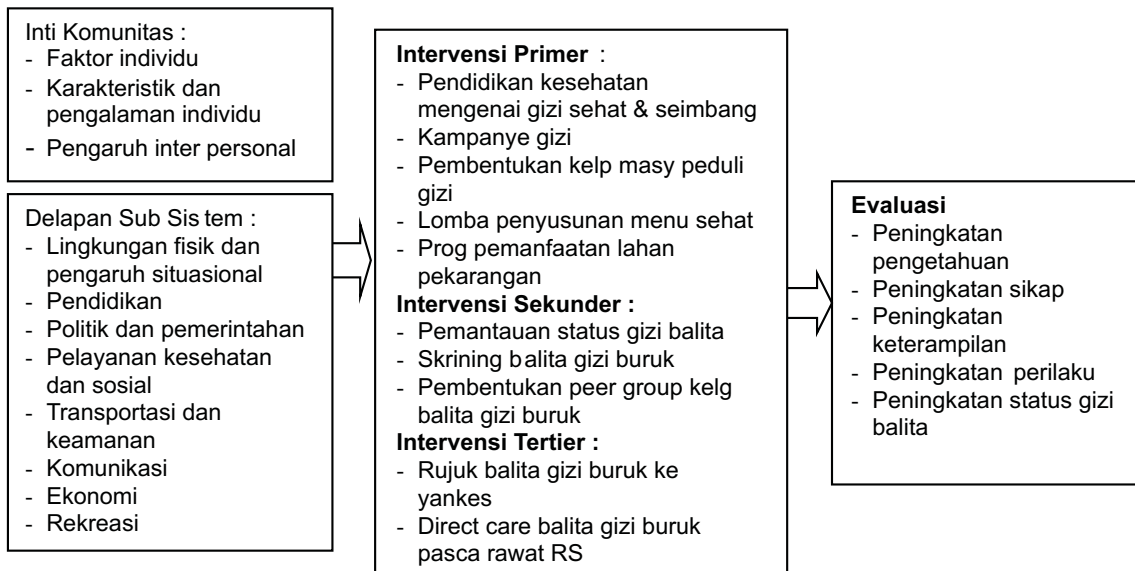 Inti Komunitas :
- Faktor individu
- Karakteristik dan
pengalaman individu
- Pengaruh inter personal
Delapan Sub Sis tem :
- Lingkungan fisik dan
pengaruh situasional
- Pendidikan
- Politik dan pemerintahan
- Pelayanan kesehatan
dan sosial
- Transportasi dan
keamanan
- Komunikasi
- Ekonomi
- Rekreasi
Intervensi Primer :
- Pendidikan kesehatan
mengenai gizi sehat & seimbang
- Kampanye gizi
- Pembentukan kelp masy peduli
gizi
- Lomba penyusunan menu sehat
- Prog pemanfaatan lahan
pekarangan
Intervensi Sekunder :
- Pemantauan status gizi balita
- Skrining balita gizi buruk
- Pembentukan peer group kelg
balita gizi buruk
Intervensi Tertier :
- Rujuk balita gizi buruk ke
yankes
- Direct care balita gizi buruk
pasca rawat RS
Evaluasi
- Peningkatan
pengetahuan
- Peningkatan sikap
- Peningkatan
keterampilan
- Peningkatan perilaku
- Peningkatan status gizi
balita